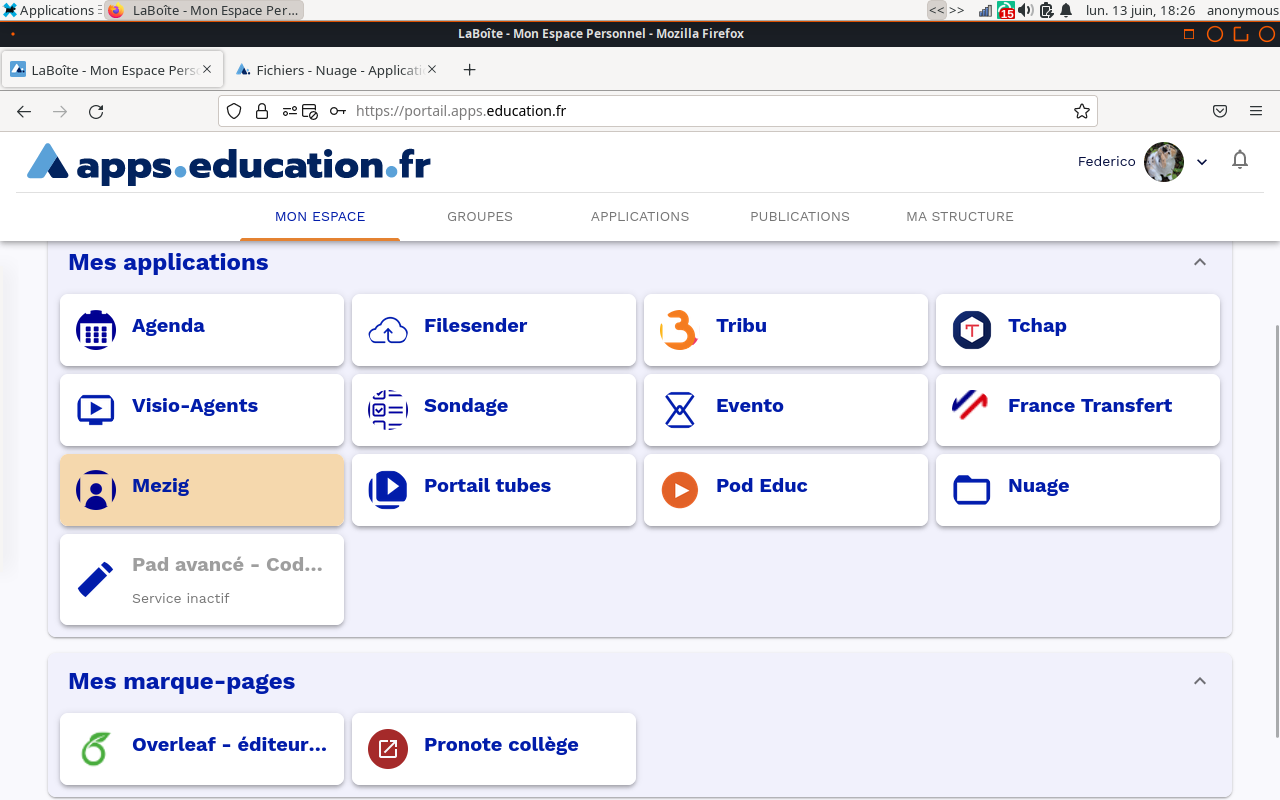 Applications
LaBoîte - Mon Espace Per...
<< >>
15
lun. 13 juin, 18:26
anonymous
LaBoîte - Mon Espace Personnel - Mozilla Firefox
LaBoîte - Mon Espace Pers
Fichiers - Nuage - Applicati
https://portail.apps.education.fr
apps.education.fr
Federico
MON ESPACE
GROUPES
APPLICATIONS
PUBLICATIONS
MA STRUCTURE
Mes applications
Agenda
Filesender
Tribu
Tchap
Visio-Agents
Sondage
Evento
France Transfert
Mezig
Portail tubes
Pod Educ
Nuage
Pad avancé - Cod...
Service inactif
Mes marque-pages
Overleaf - éditeur...
Pronote collège